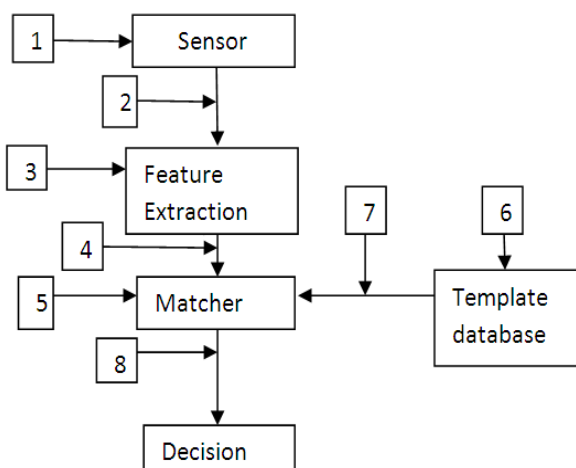 1
Sensor
2
3
Feature
Extraction
7
6
4
5
Matcher
Template
database
8
Decision